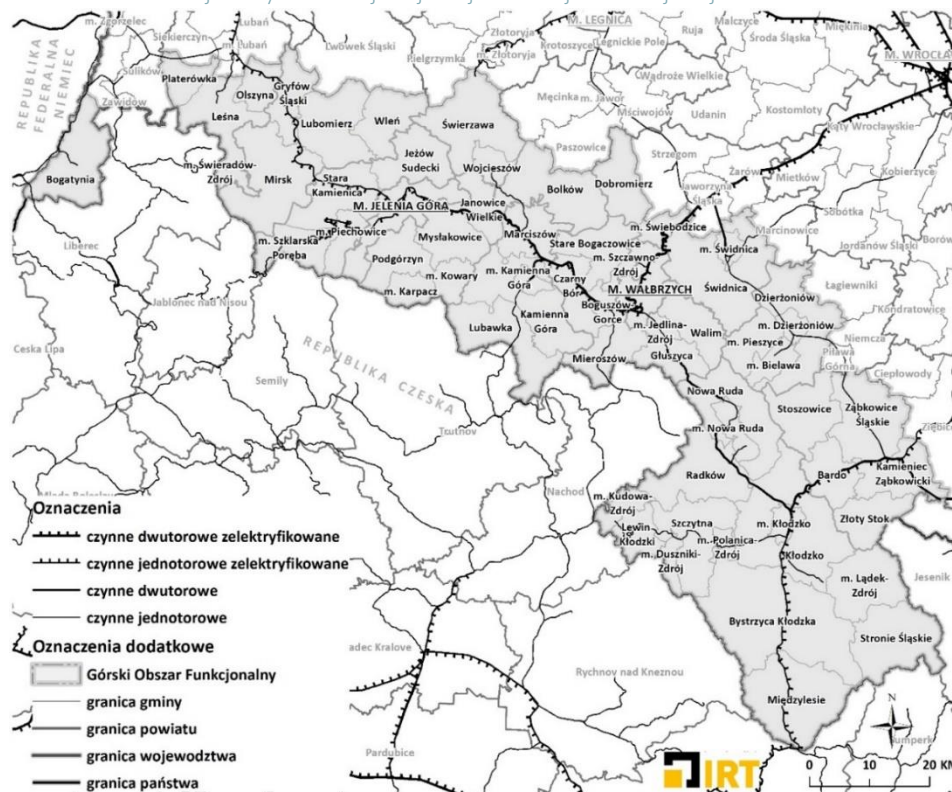 m. Zgorzelec
Lubań
M. LEGNICA
Malczyce
Miękinia
Siekierczyn
m. Lubań
Lwówek Śląski
Złotoryja
m. Złotoryja
Krotoszyce
Legnickie Pole
Ruja
Środa Śląska
M. WROCŁA
REPUBLIKA
FEDERALNA
NIEMIEC
Sulików
Platerówka
Pielgrzymka
Wądroże Wielkie
Zawidów
Olszyna
Gryfów
Śląski
Męcinka
m. Jawor
Mściwojów
Udanin
Kostomłoty
Leśna
Lubomierz
Wleń
Świerzawa
Kąty Wrocławskie
Paszowice
Strzegom
Bogatynia
m. Świeradów-
Zdrój
Mirsk
Stara
Kamienica
Jeżów
Sudecki
Wojcieszów
Bolków
Dobromierz
Jaworzyna
Śląska
Żarów
Mietków
Kobierzyce
M. JELENIA GÓRA
Janowice
Wielkie
Sobótka
m. Piechowice
Mysłakowice
Marciszów
Stare Bogaczowice
m. Świebodzice
Marcinowice
Liberec
m. Szklarska
Poręba
Podgórzyn
m. Kowary
m. Kamienna
Góra
Czarny
Bór
m. Szczawno-
Zdrój
m. Świdnica
Jordanów Śląski
Borów
m. Karpacz
M. WAŁBRZYCH
Świdnica
Łagiewniki
Jablonec nad Nisou
Boguszów-
Gorce
Dzierżoniów
Kondratowice
Lubawka
Kamienna
Góra
m. Jedlina-
Zdrój
Walim
m. Dzierżoniów
m. Pieszyce
Niemcza
Ceska Lipa
REPUBLIKA CZESKA
Semily
Mieroszów
Głuszyca
m. Bielawa
Piława
Górna
Ciepłowody
Nowa Ruda
Stoszowice
Ząbkowice
Śląskie
Trutnov
m. Nowa Ruda
Ziębice
Radków
Bardo
Kamieniec
Ząbkowicki
Nachod
m. Kudowa-
Zdrój
Lewin
Kłodzki
Szczytna
m. Kłodzko
Złoty Stok
m. Duszniki-
Zdrój
m. Polanica-
Zdrój
Kłodzko
Jesenik
m. Lądek-
Zdrój
Bystrzyca Kłodzka
Stronie Śląskie
adec Kralove
Rychnov nad Kneznou
Międzylesie
Pardubice
umperk
Oznaczenia
czynne dwutorowe zelektryfikowane
czynne jednotorowe zelektryfikowane
czynne dwutorowe
czynne jednotorowe
Oznaczenia dodatkowe
Górski Obszar Funkcjonalny
granica gminy
granica powiatu
granica wojewodztwa
granica państwa
IRT
N
0 10 20 KM